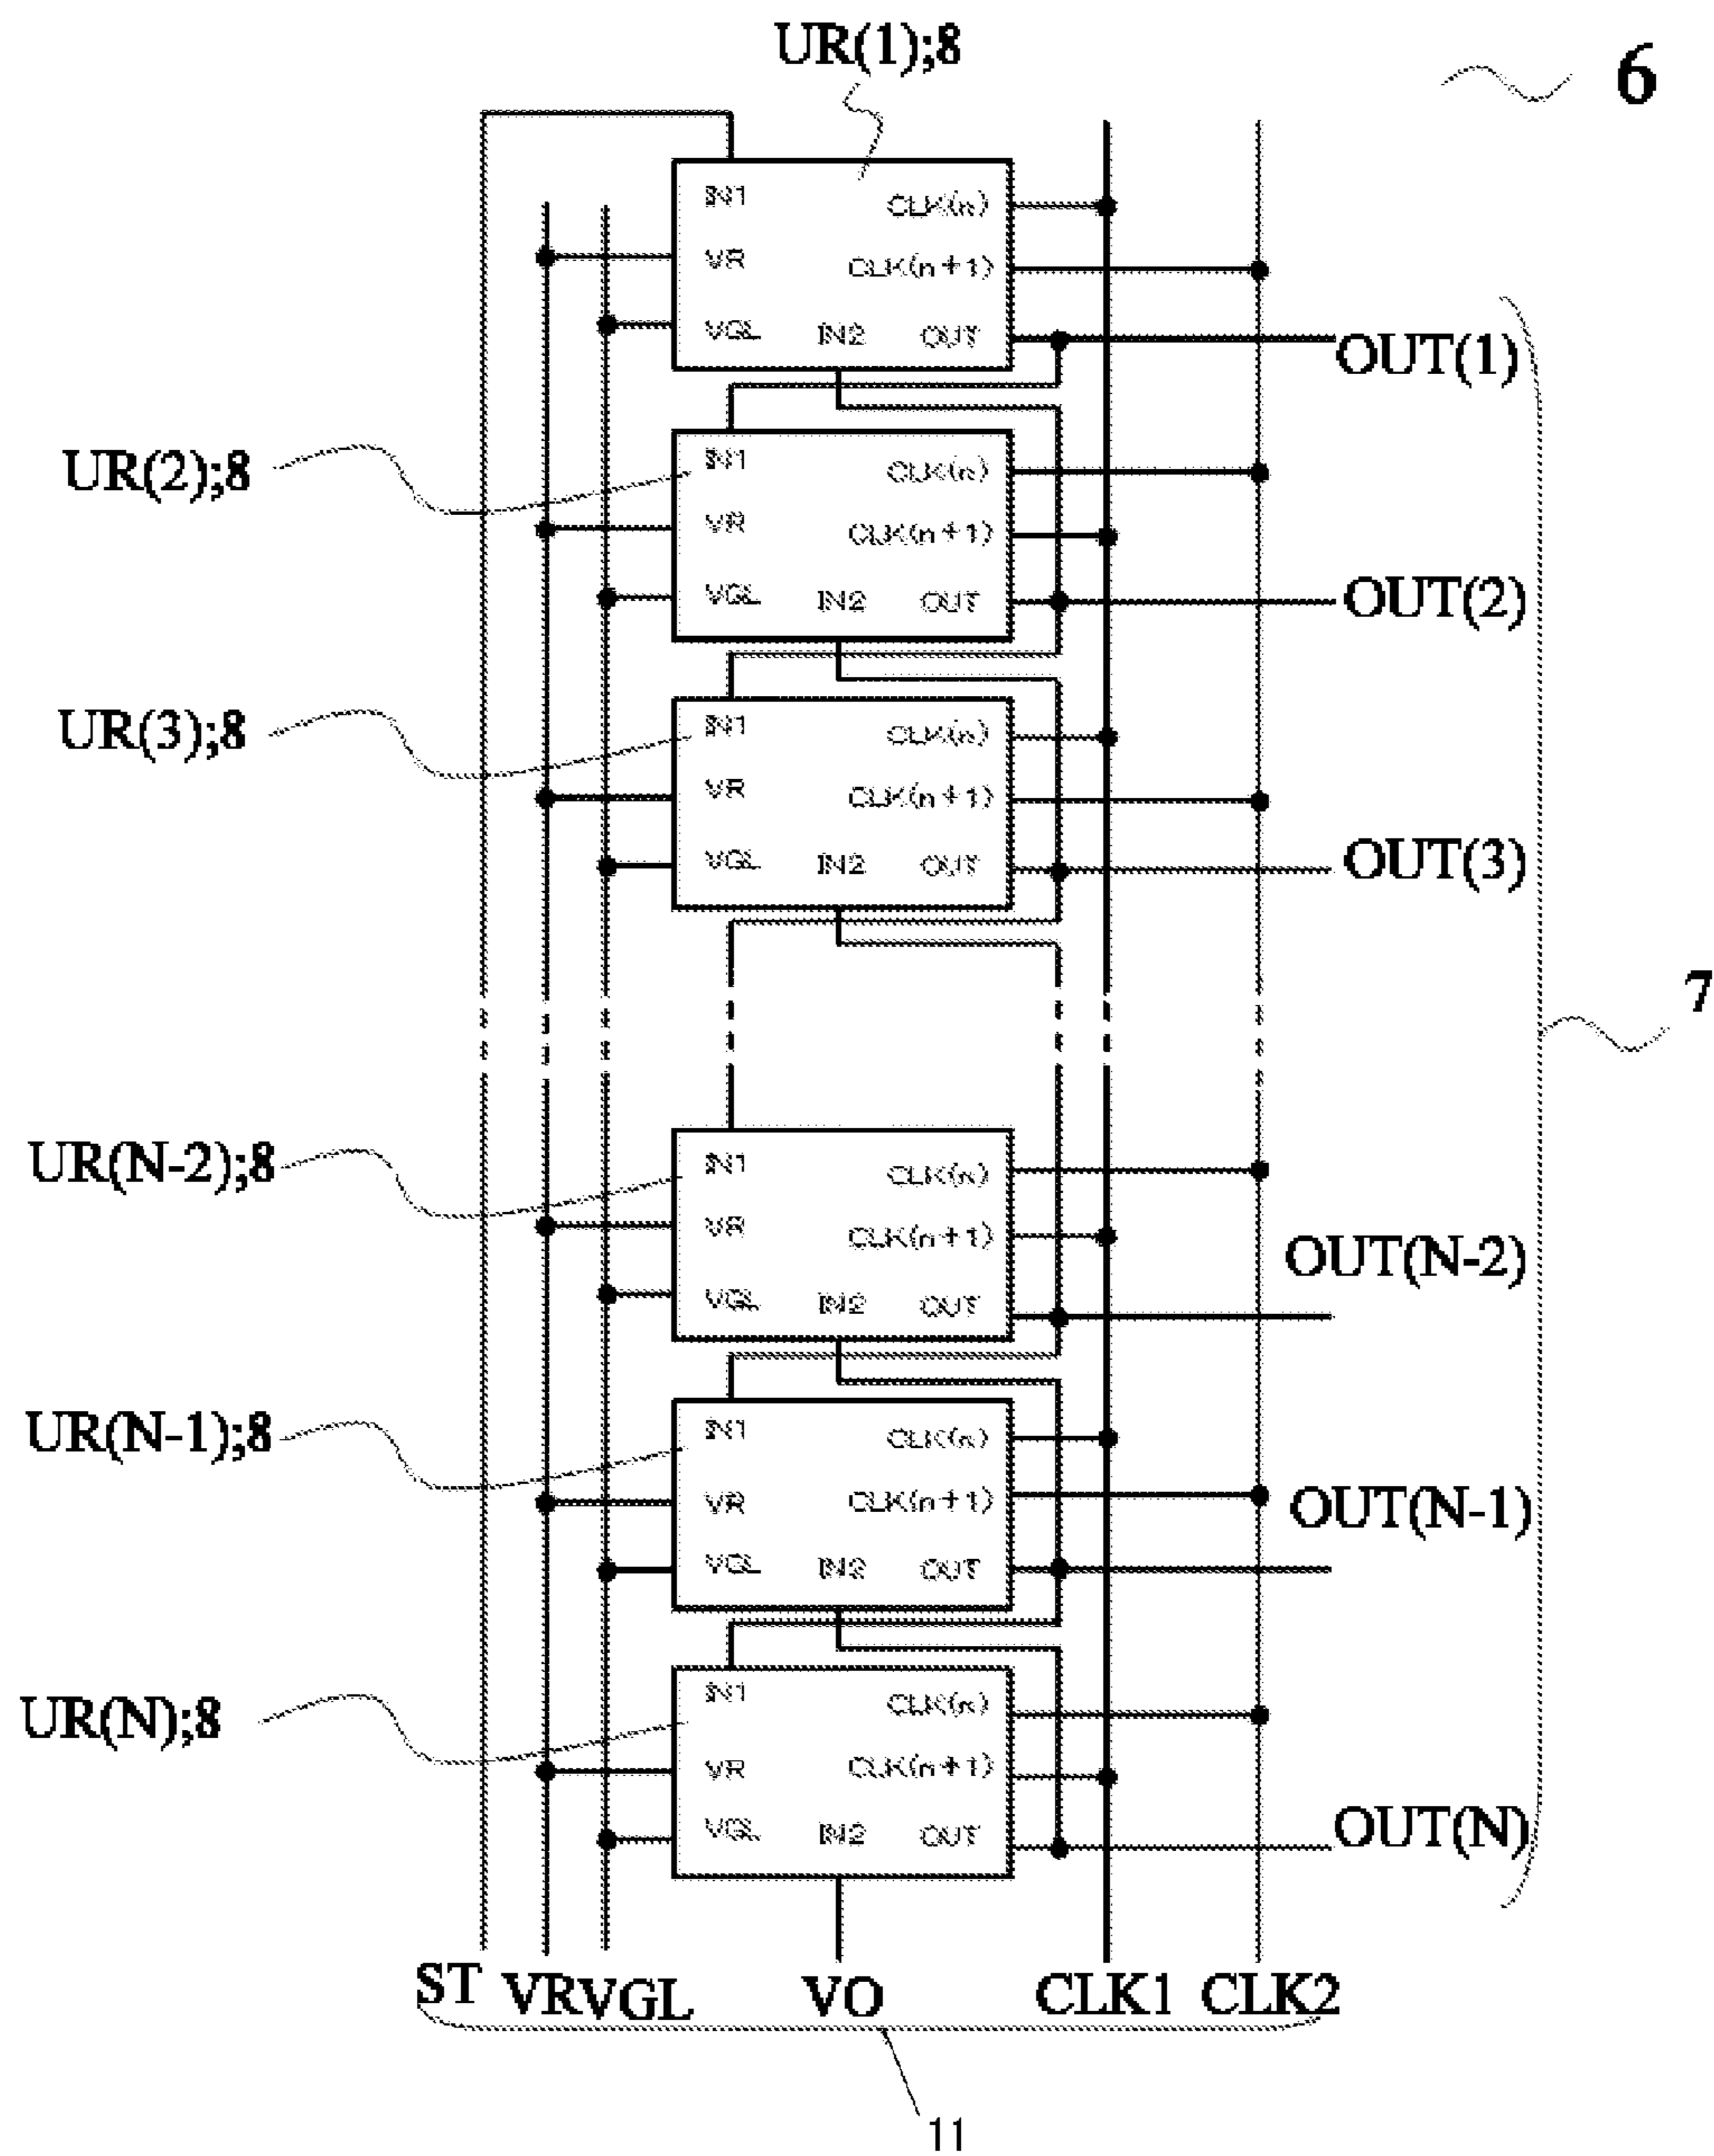 UR(1);8
6
IN1
CLK(n)
VR
CLK(n+1)
VGL
IN2
OUT
OUT(1)
UR(2);8
IN1
CLK(n)
VR
CLK(n+1)
VGL
IN2
OUT
OUT(2)
UR(3);8
IN1
CLK(n)
VR
CLK(n+1)
VGL
IN2
OUT
OUT(3)
7
UR(N-2);8
IN1
CLK(n)
VR
CLK(n+1)
VGL
IN2
OUT
OUT(N-2)
UR(N-1);8
IN1
CLK(n)
VR
CLK(n+1)
VGL
IN2
OUT
OUT(N-1)
UR(N);8
IN1
CLK(n)
VR
CLK(n+1)
VGL
IN2
OUT
OUT(N)
ST
VR
VGL
VO
CLK1
CLK2
11